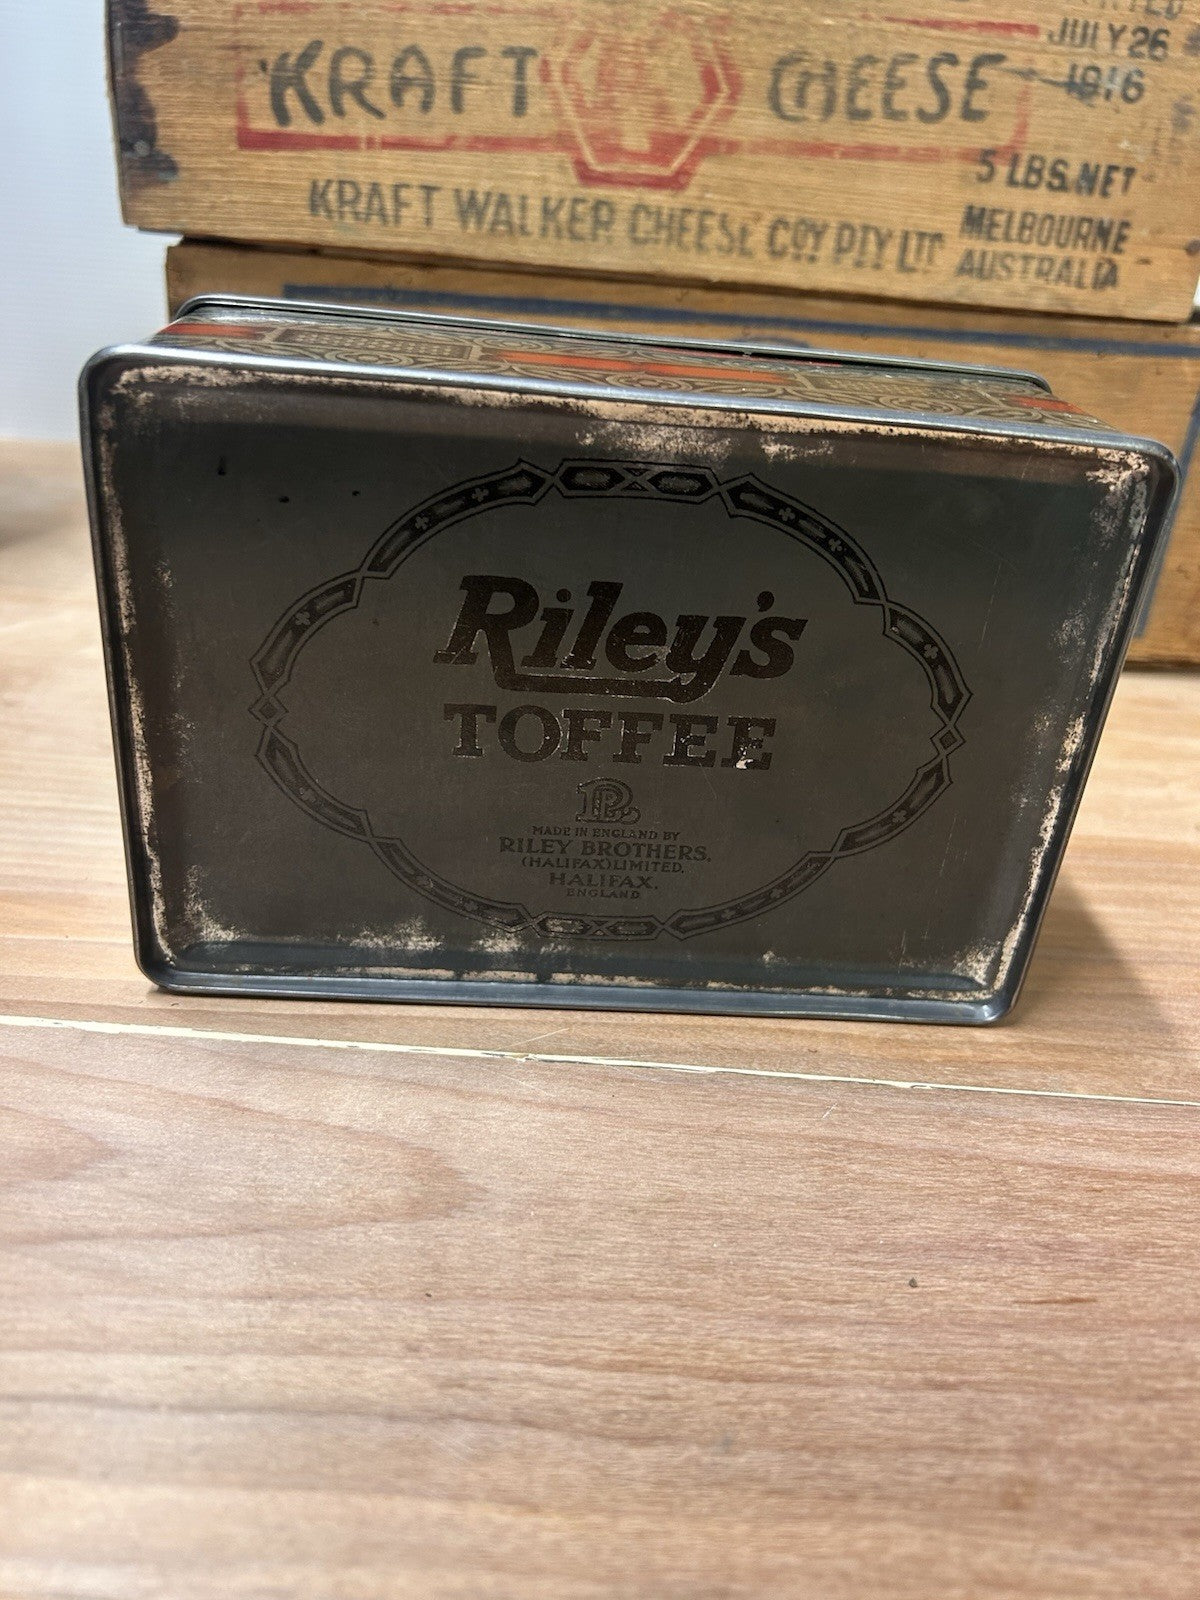 JULY 26
1916
KRAFT CHEESE
5 LBS. NET
KRAFT WALKER CHEESE COY PTY LTD
MELBOURNE
AUSTRALIA
Riley's
TOFFEE
MADE IN ENGLAND BY
RILEY BROTHERS,
(HALIFAX) LIMITED,
HALIFAX,
ENGLAND